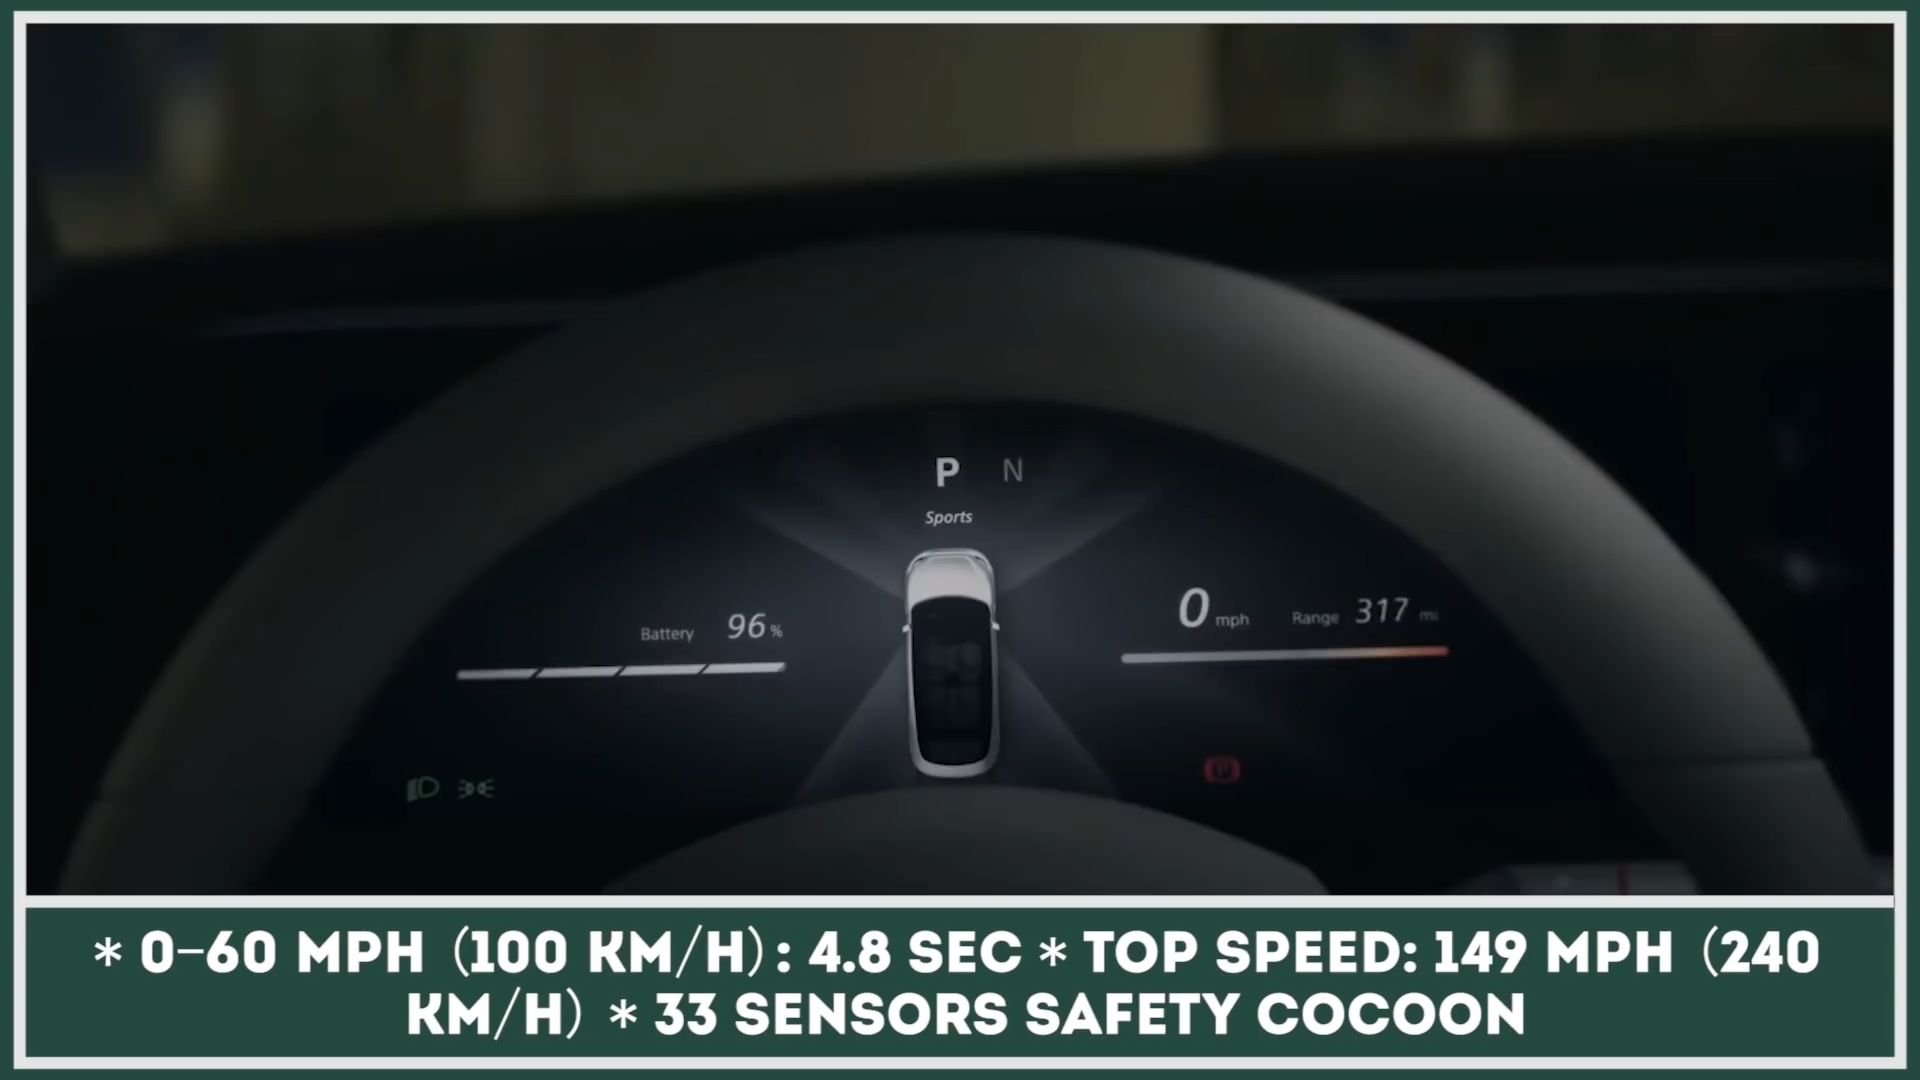 P N
Sports
Battery 96 %
0 mph Range 317 mi
* 0–60 MPH (100 KM/H): 4.8 SEC * TOP SPEED: 149 MPH (240
KM/H) * 33 SENSORS SAFETY COCOON